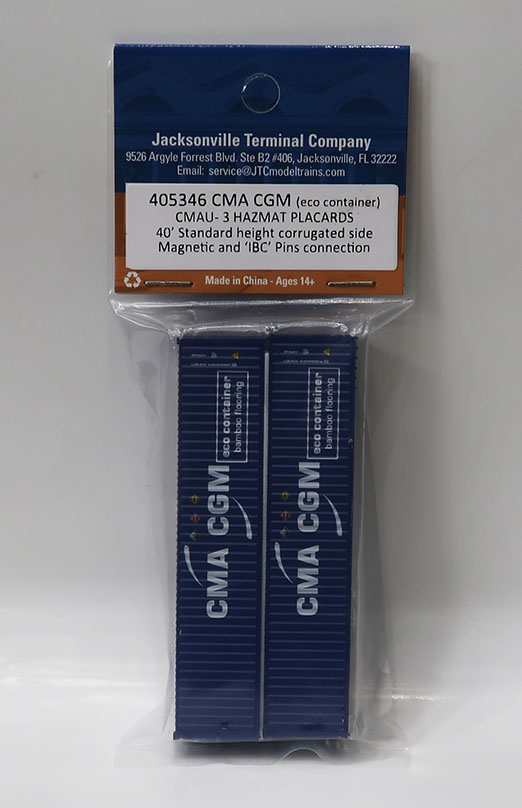 Jacksonville Terminal Company
9526 Argyle Forrest Blvd. Ste B2 #406, Jacksonville, FL 32222
Email: service@JTCmodeltrains.com
405346 CMA CGM (eco container)
CMAU- 3 HAZMAT PLACARDS
40' Standard height corrugated side
Magnetic and 'IBC' Pins connection
Made in China - Ages 14+
eco container
bamboo flooring
CMA CGM
eco container
bamboo flooring
CMA CGM